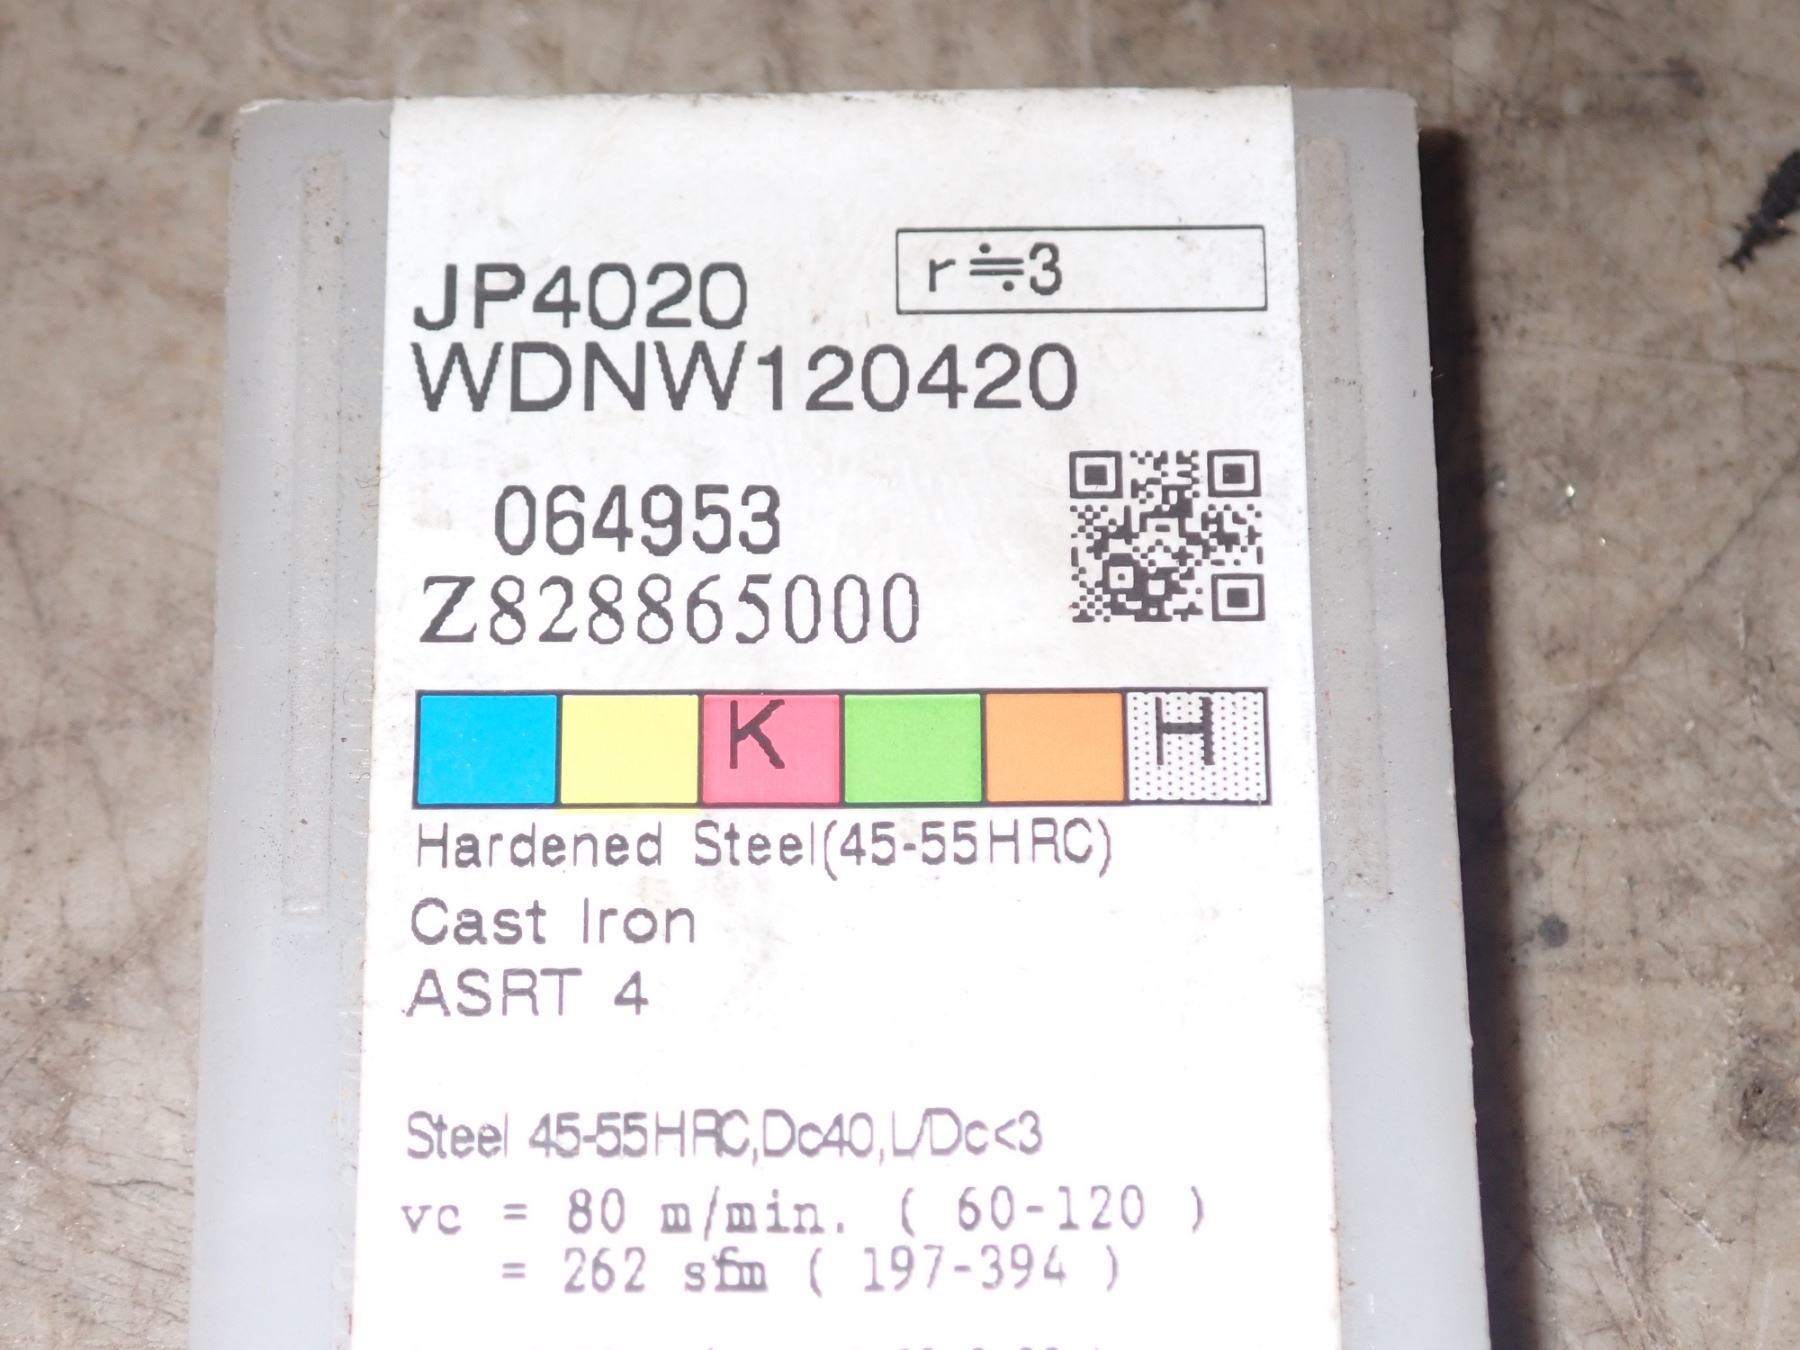 r≒3
JP4020
WDNW120420
064953
Z828865000
K H
Hardened Steel(45-55HRC)
Cast Iron
ASRT 4
Steel 45-55HRC,Dc40,L/Dc<3
vc = 80 m/min. ( 60-120 )
= 262 sfm ( 197-394 )